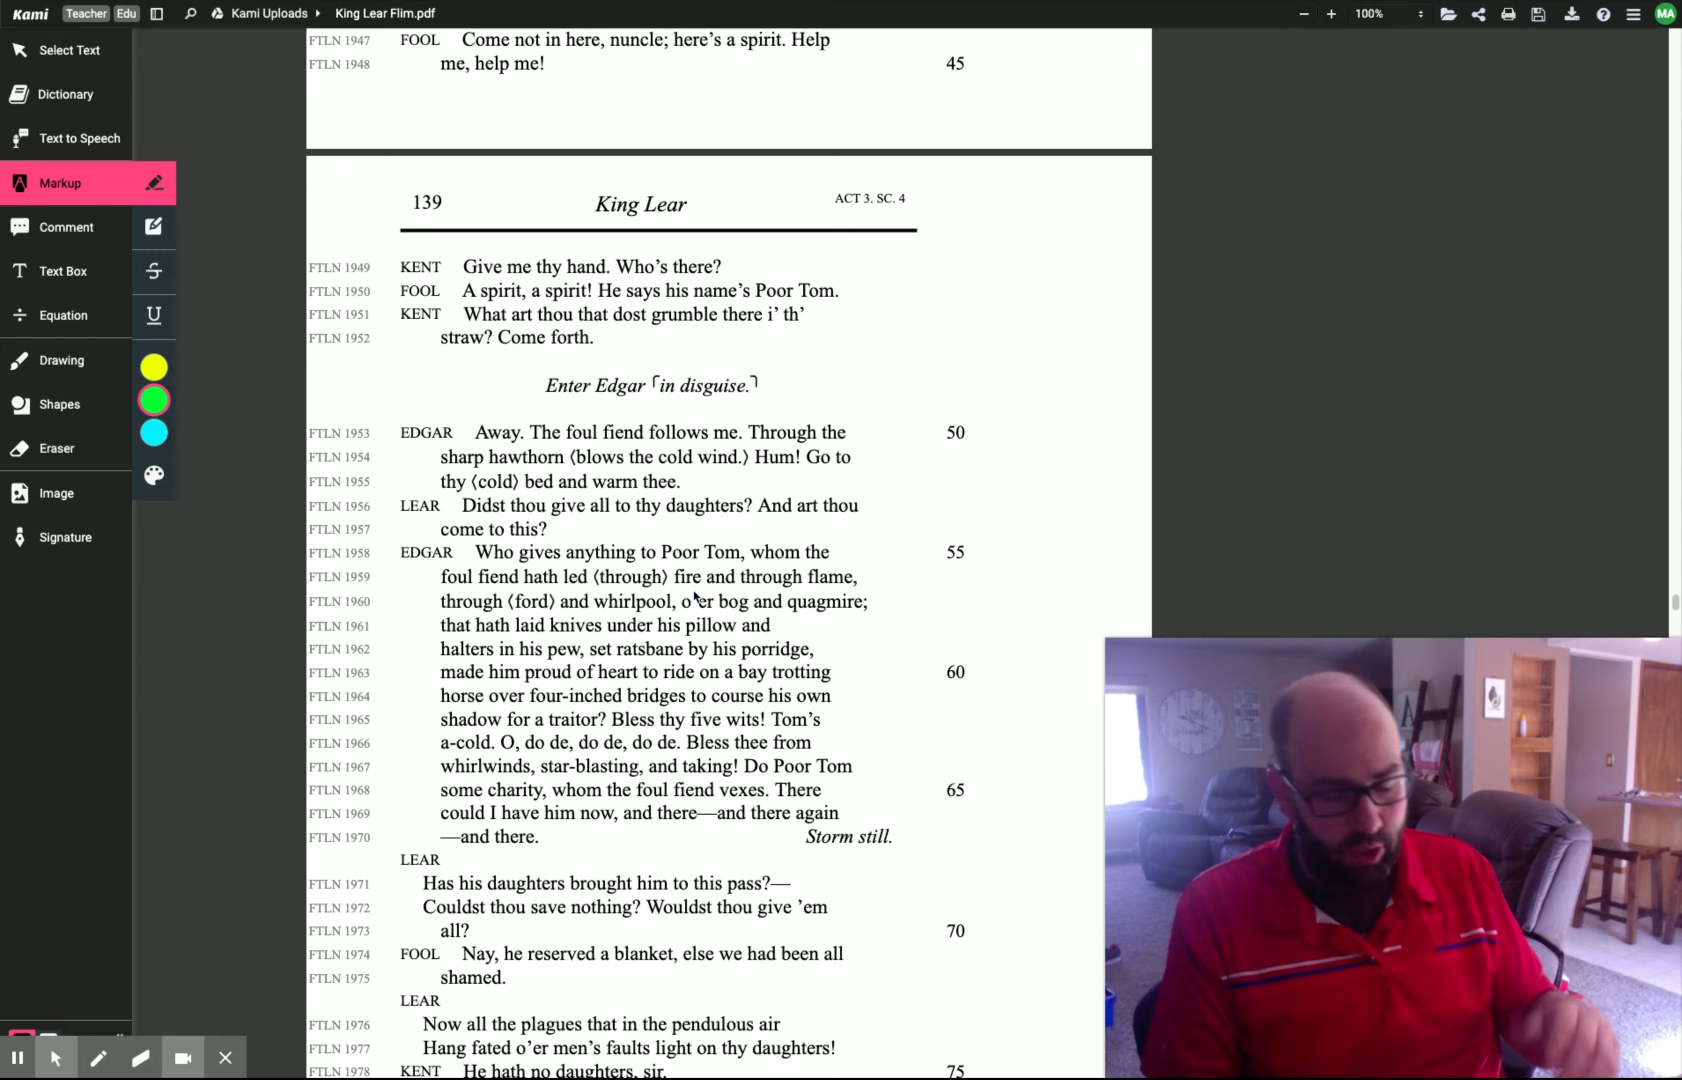 Kami Teacher Edu Kami Uploads King Lear Flim.pdf 100% MA
Select Text
Dictionary
Text to Speech
Markup
Comment
Text Box
Equation
Drawing
Shapes
Eraser
Image
Signature
FTLN 1947 FOOL Come not in here, nuncle; here’s a spirit. Help
FTLN 1948 me, help me! 45
139 King Lear ACT 3. SC. 4
FTLN 1949 KENT Give me thy hand. Who’s there?
FTLN 1950 FOOL A spirit, a spirit! He says his name’s Poor Tom.
FTLN 1951 KENT What art thou that dost grumble there i’ th’
FTLN 1952 straw? Come forth.
Enter Edgar ⌜in disguise.⌝
FTLN 1953 EDGAR Away. The foul fiend follows me. Through the 50
FTLN 1954 sharp hawthorn ⟨blows the cold wind.⟩ Hum! Go to
FTLN 1955 thy ⟨cold⟩ bed and warm thee.
FTLN 1956 LEAR Didst thou give all to thy daughters? And art thou
FTLN 1957 come to this?
FTLN 1958 EDGAR Who gives anything to Poor Tom, whom the 55
FTLN 1959 foul fiend hath led ⟨through⟩ fire and through flame,
FTLN 1960 through ⟨ford⟩ and whirlpool, o’er bog and quagmire;
FTLN 1961 that hath laid knives under his pillow and
FTLN 1962 halters in his pew, set ratsbane by his porridge,
FTLN 1963 made him proud of heart to ride on a bay trotting 60
FTLN 1964 horse over four-inched bridges to course his own
FTLN 1965 shadow for a traitor? Bless thy five wits! Tom’s
FTLN 1966 a-cold. O, do de, do de, do de. Bless thee from
FTLN 1967 whirlwinds, star-blasting, and taking! Do Poor Tom
FTLN 1968 some charity, whom the foul fiend vexes. There 65
FTLN 1969 could I have him now, and there—and there again
FTLN 1970 —and there. Storm still.
LEAR
FTLN 1971 Has his daughters brought him to this pass?—
FTLN 1972 Couldst thou save nothing? Wouldst thou give ’em
FTLN 1973 all? 70
FTLN 1974 FOOL Nay, he reserved a blanket, else we had been all
FTLN 1975 shamed.
LEAR
FTLN 1976 Now all the plagues that in the pendulous air
FTLN 1977 Hang fated o’er men’s faults light on thy daughters!
FTLN 1978 KENT He hath no daughters, sir. 75